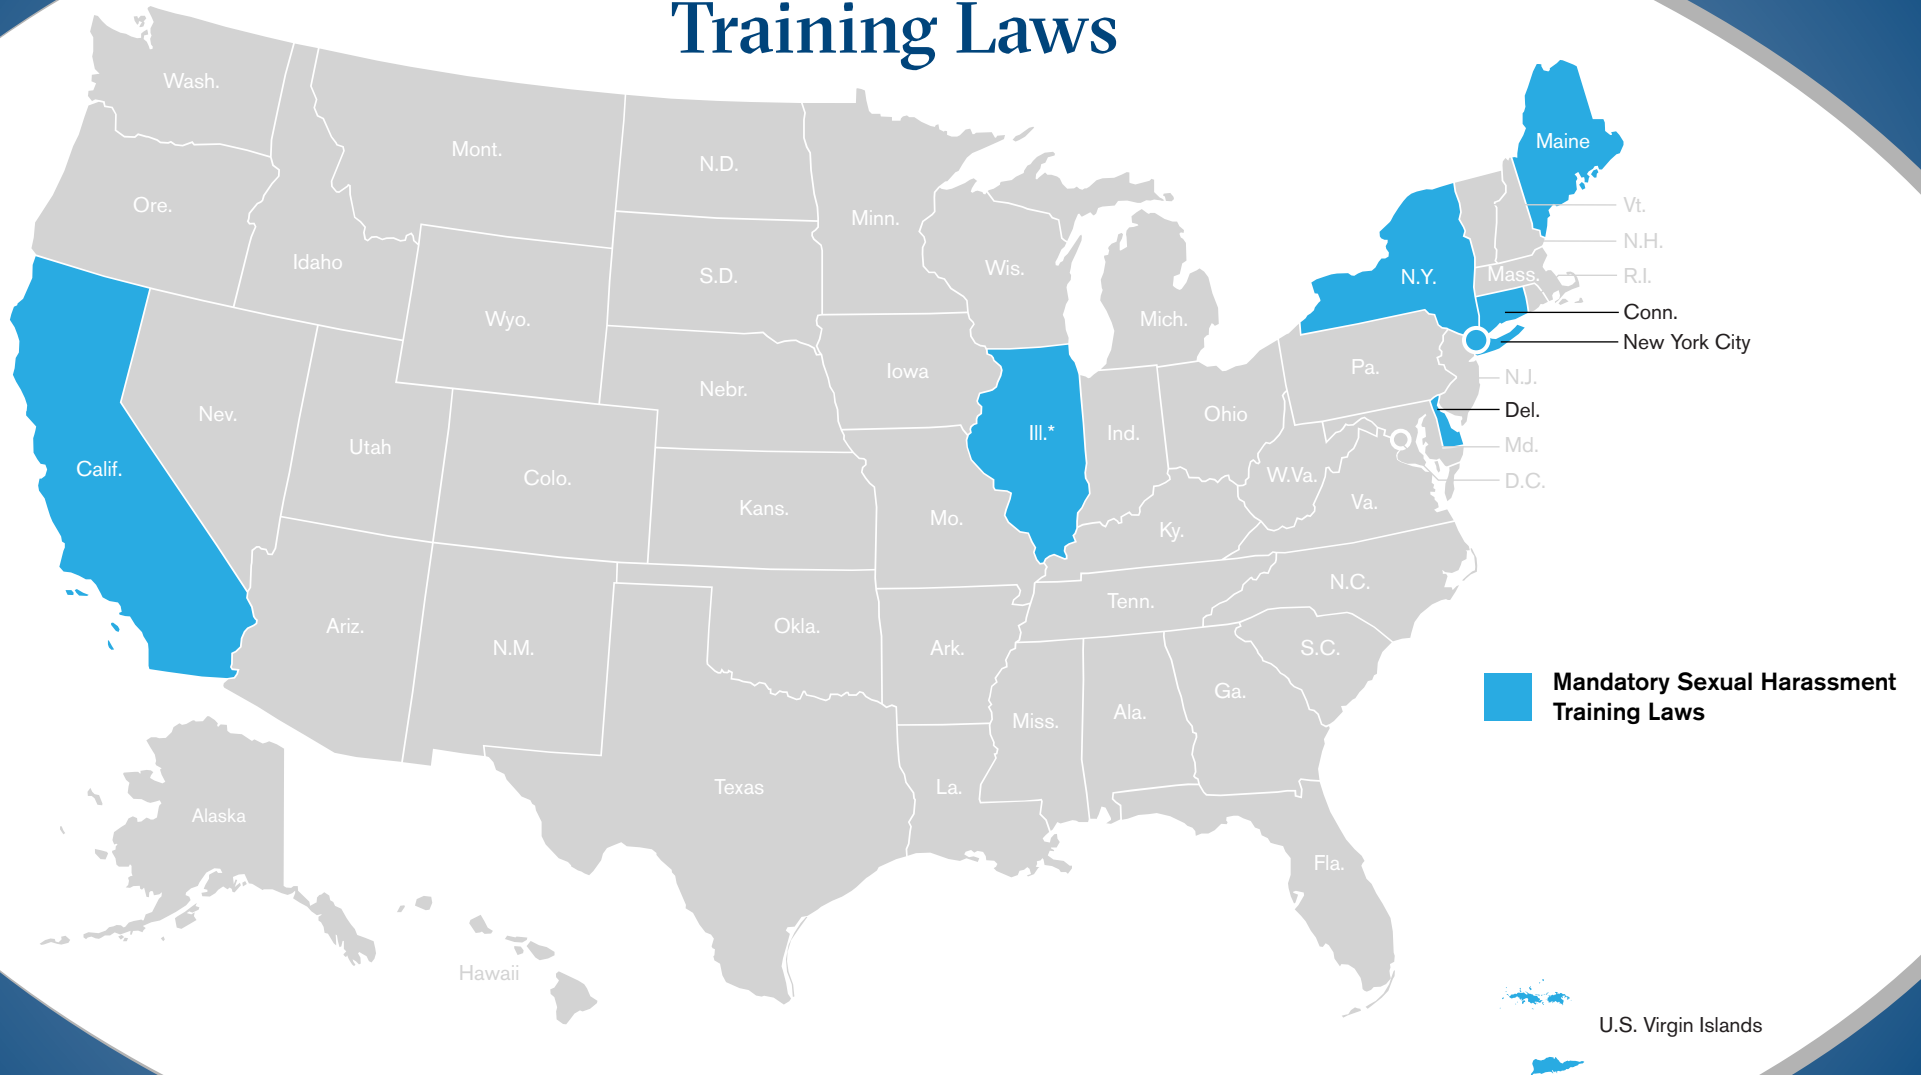 Training Laws
Wash.
Mont.
N.D.
Maine
Ore.
Minn.
Vt.
N.H.
Idaho
S.D.
Wis.
N.Y.
Mass.
R.I.
Wyo.
Mich.
Conn.
New York City
Iowa
Pa.
N.J.
Nebr.
Nev.
Ohio
Del.
Ill.*
Ind.
Utah
Md.
Calif.
Colo.
W.Va.
D.C.
Kans.
Va.
Mo.
Ky.
N.C.
Tenn.
Ariz.
Okla.
N.M.
Ark.
S.C.
Mandatory Sexual Harassment
Training Laws
Ga.
Miss.
Ala.
Texas
La.
Alaska
Fla.
Hawaii
U.S. Virgin Islands